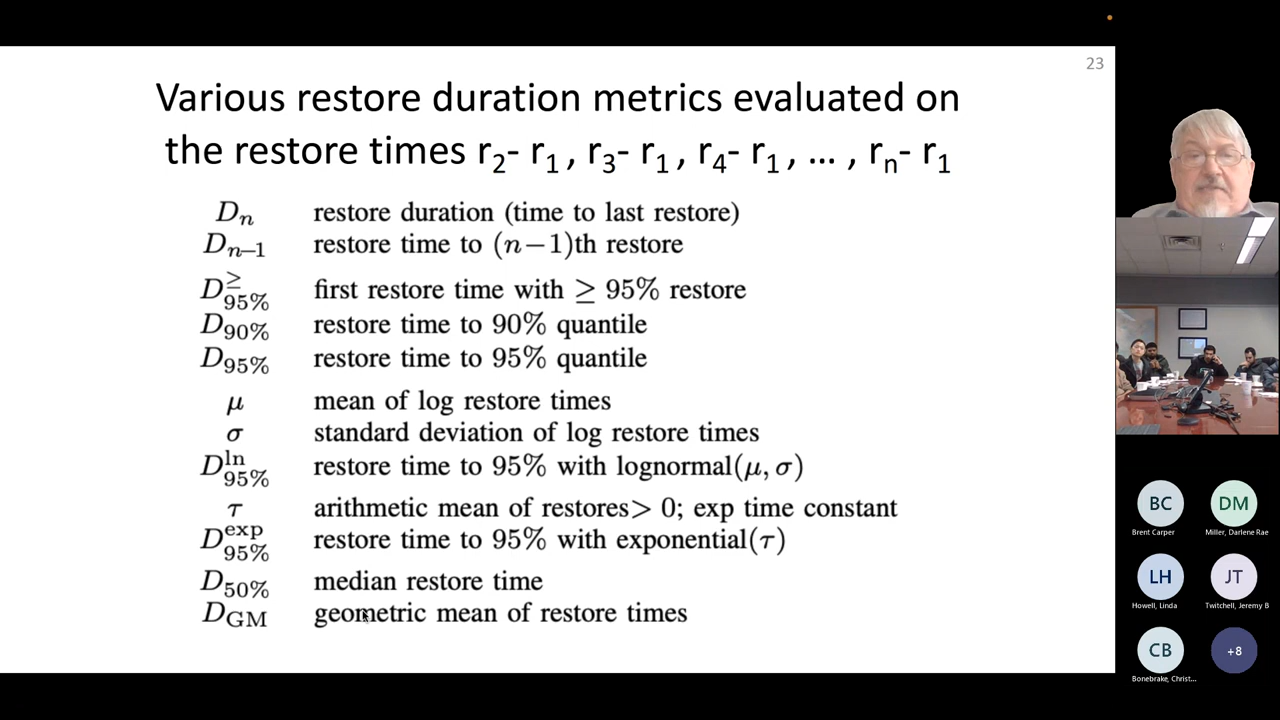 23
Various restore duration metrics evaluated on
the restore times r₂- r₁ , r₃- r₁ , r₄- r₁ , … , rₙ- r₁
Dₙ restore duration (time to last restore)
Dₙ₋₁ restore time to (n−1)th restore
D≥95% first restore time with ≥ 95% restore
D90% restore time to 90% quantile
D95% restore time to 95% quantile
μ mean of log restore times
σ standard deviation of log restore times
Dln95% restore time to 95% with lognormal(μ, σ)
τ arithmetic mean of restores> 0; exp time constant
Dexp95% restore time to 95% with exponential(τ)
D50% median restore time
DGM geometric mean of restore times
BC DM
Brent Carper Miller, Darlene Rae
LH JT
Howell, Linda Twitchell, Jeremy B
CB +8
Bonebrake, Christ...